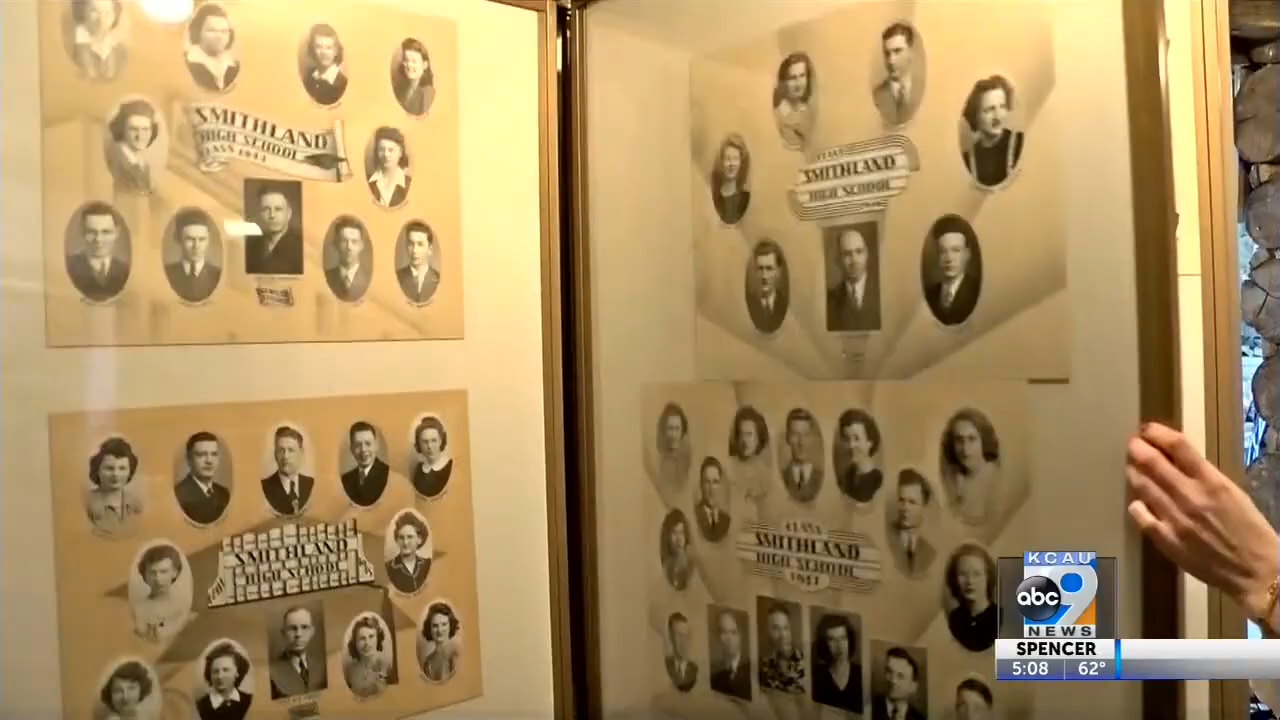 SMITHLAND
HIGH SCHOOL
CLASS
CLASS
SMITHLAND
HIGH SCHOOL
SMITHLAND
HIGH SCHOOL
CLASS
SMITHLAND
HIGH SCHOOL
KCAU
abc 9
NEWS
SPENCER
5:08 62°